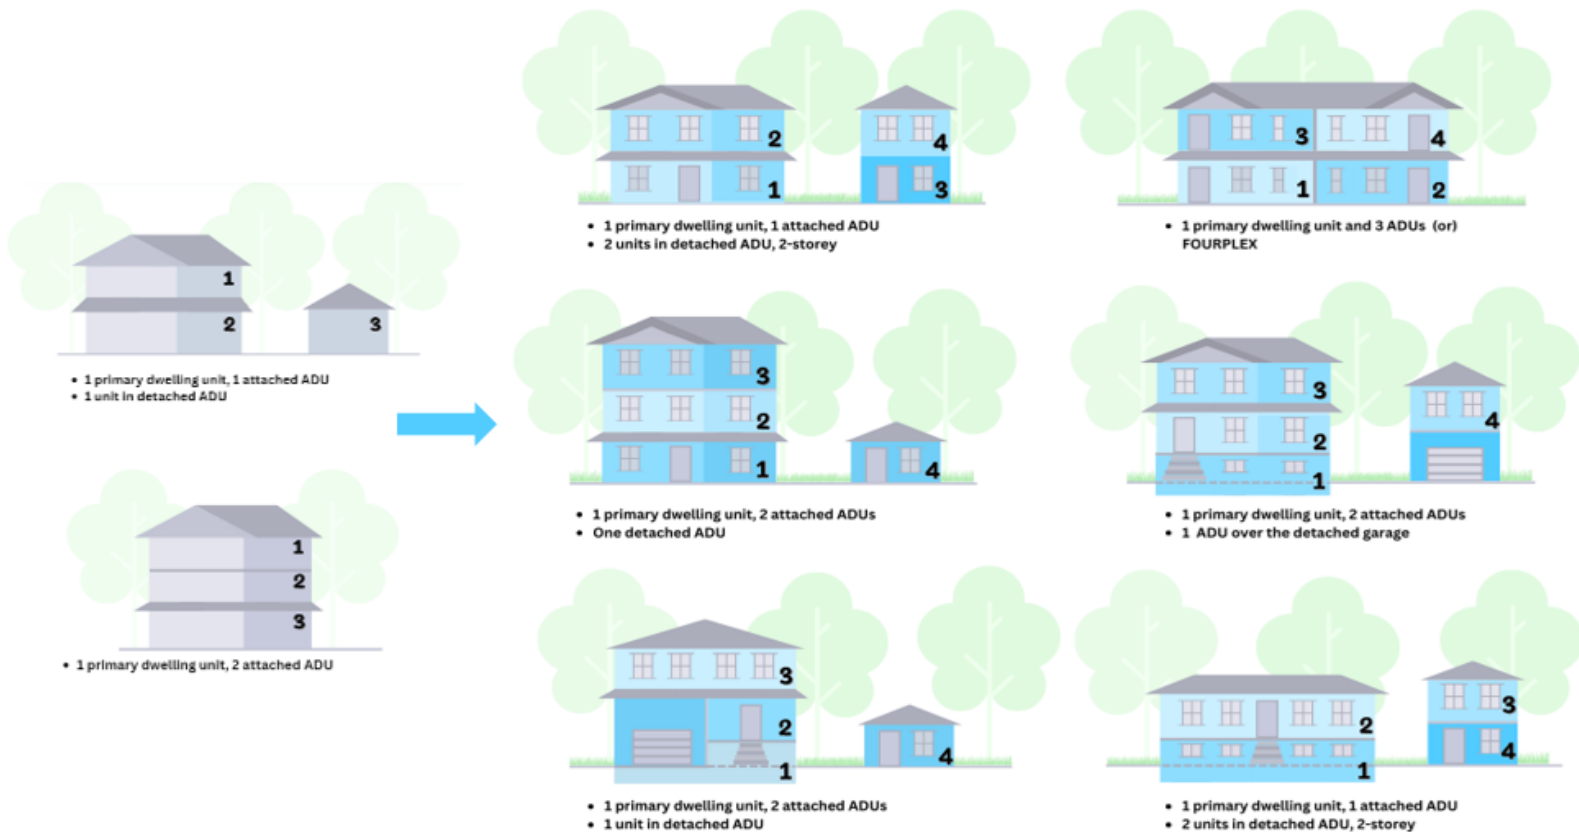 1
2
3
• 1 primary dwelling unit, 1 attached ADU
• 1 unit in detached ADU
1
2
3
• 1 primary dwelling unit, 2 attached ADU
2
1
4
3
• 1 primary dwelling unit, 1 attached ADU
• 2 units in detached ADU, 2-storey
3
4
1
2
• 1 primary dwelling unit and 3 ADUs (or)
FOURPLEX
3
2
1
4
• 1 primary dwelling unit, 2 attached ADUs
• One detached ADU
3
2
1
4
• 1 primary dwelling unit, 2 attached ADUs
• 1 ADU over the detached garage
3
2
1
4
• 1 primary dwelling unit, 2 attached ADUs
• 1 unit in detached ADU
2
1
3
4
• 1 primary dwelling unit, 1 attached ADU
• 2 units in detached ADU, 2-storey